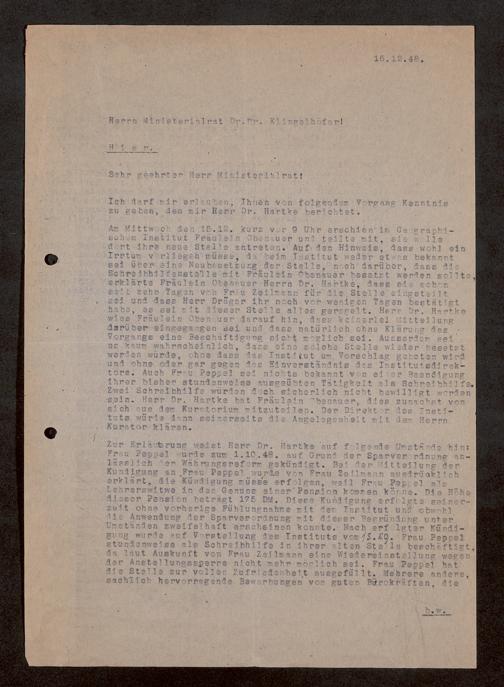 16.12.48.
Herrn Ministerialrat Dr.Dr. Klingelhöfer!
H i e r.
Sehr geehrter Herr Ministerialrat!
Ich darf mir erlauben, Ihnen von folgendem Vorgang Kenntnis
zu geben, den mir Herr Dr. Hartke berichtet.
Am Mittwoch den 15.12. kurz vor 9 Uhr erschien im Geographi-
schen Institut Fräulein Obenauer und teilte mit, sie wolle
dort ihre neue Stelle antreten. Auf den Hinweis, dass wohl ein
Irrtum vorliegen müsse, da beim Institut weder etwas bekannt
sei über eine Neubesetzung der Stelle, noch darüber, dass die
Schreibhilfenstelle mit Fräulein Obenauer besetzt werden sollte,
erklärte Fräulein Obenauer Herrn Dr. Hartke, dass sie schon
seit zehn Tagen von Frau Zeilmann für die Stelle eingeteilt
sei und dass Herr Drüger ihr noch vor wenigen Tagen bestätigt
habe, es sei mit dieser Stelle alles geregelt. Herr Dr. Hartke
wies Fräulein Obenauer darauf hin, dass keinerlei Mitteilung
darüber eingegangen sei und dass natürlich ohne Klärung des
Vorgangs eine Beschäftigung nicht möglich sei. Ausserdem sei
es kaum wahrscheinlich, dass eine solche Stelle wieder besetzt
werden würde, ohne dass das Institut um Vorschlag gebeten wird
und ohne oder gar gegen das Einverständnis des Institutsdirek-
tors. Auch Frau Peppel sei nichts bekannt von einer Beendigung
ihrer bisher stundenweise ausgeübten Tätigkeit als Schreibhilfe.
Zwei Schreibhilfen würden doch sicherlich nicht bewilligt worden
sein. Herr Dr. Hartke bat Fräulein Obenauer, dies zunächst von
sich aus dem Kuratorium mitzuteilen. Der Direktor des Insti-
tuts würde dann seinerseits die Angelegenheit mit dem Herrn
Kurator klären.
Zur Erläuterung weist Herr Dr. Hartke auf folgende Umstände hin:
Frau Peppel wurde zum 1.10.48. auf Grund der Sparverordnung an-
lässlich der Währungsreform gekündigt. Bei der Mitteilung der
Kündigung an Frau Peppel wurde von Frau Zeilmann ausdrücklich
erklärt, die Kündigung müsse erfolgen, weil Frau Peppel als
Lehrerswitwe in den Genuss einer Pension kommen könne. Die Höhe
dieser Pension beträgt 175 DM. Diese Kündigung erfolgte seiner-
zeit ohne vorherige Fühlungnahme mit dem Institut und obwohl
die Anwendung der Sparverordnung mit dieser Begründung unter
Umständen zweifelhaft erscheinen konnte. Nach erfolgter Kündi-
gung wurde auf Vorstellung des Instituts vom Frau Peppel
stundenweise als Schreibhilfe in ihrer alten Stelle beschäftigt,
da laut Auskunft von Frau Zeilmann eine Wiedereinstellung wegen
der Anstellungssperre nicht mehr möglich sei. Frau Peppel hat
die Stelle zur vollen Zufriedenheit ausgefüllt. Mehrere andere,
sachlich hervorragende Bewerbungen von guten Bürokräften, die
b.w.